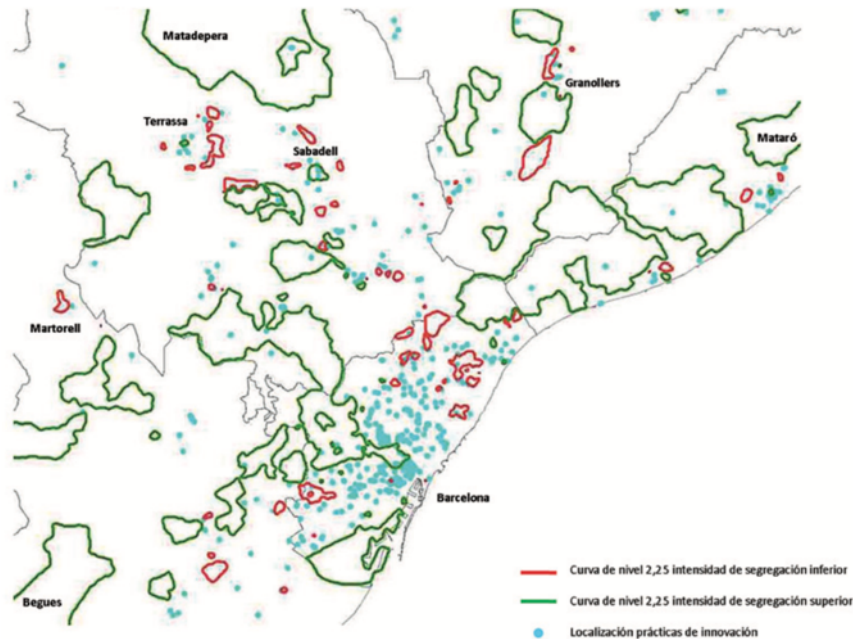 Matadepera
Granollers
Terrassa
Mataró
Sabadell
Martorell
Barcelona
Begues
Curva de nivel 2,25 intensidad de segregación inferior
Curva de nivel 2,25 intensidad de segregación superior
Localización prácticas de innovación